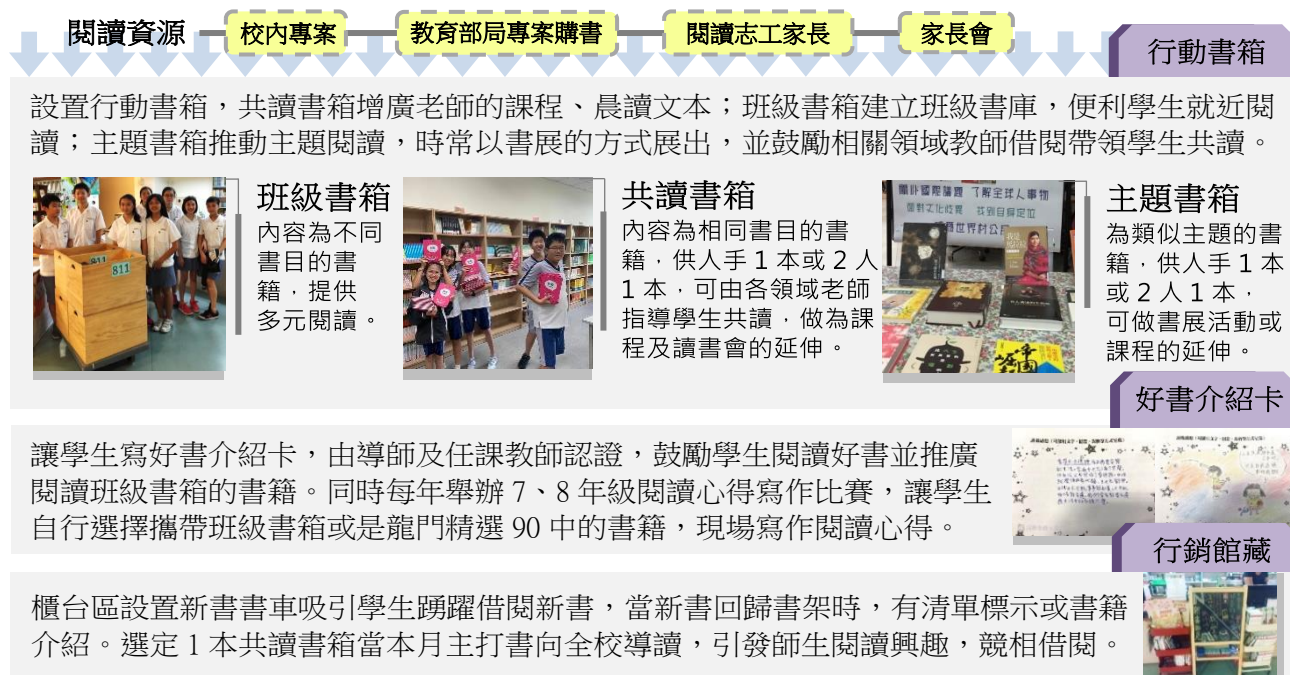 閱讀資源 校內專案 教育部局專案購書 閱讀志工家長 家長會
行動書箱
設置行動書箱，共讀書箱增廣老師的課程、晨讀文本；班級書箱建立班級書庫，便利學生就近閱
讀；主題書箱推動主題閱讀，時常以書展的方式展出，並鼓勵相關領域教師借閱帶領學生共讀。
班級書箱
內容為不同
書目的書
籍，提供
多元閱讀。
811
811
共讀書箱
內容為相同書目的書
籍，供人手 1 本或 2 人
1 本，可由各領域老師
指導學生共讀，做為課
程及讀書會的延伸。
了解全球人事物
找到自身定位
主題書箱
為類似主題的書
籍，供人手 1 本
或 2 人 1 本，
可做書展活動或
課程的延伸。
好書介紹卡
讓學生寫好書介紹卡，由導師及任課教師認證，鼓勵學生閱讀好書並推廣
閱讀班級書箱的書籍。同時每年舉辦 7、8 年級閱讀心得寫作比賽，讓學生
自行選擇攜帶班級書箱或是龍門精選 90 中的書籍，現場寫作閱讀心得。
行銷館藏
櫃台區設置新書書車吸引學生踴躍借閱新書，當新書回歸書架時，有清單標示或書籍
介紹。選定 1 本共讀書箱當本月主打書向全校導讀，引發師生閱讀興趣，競相借閱。